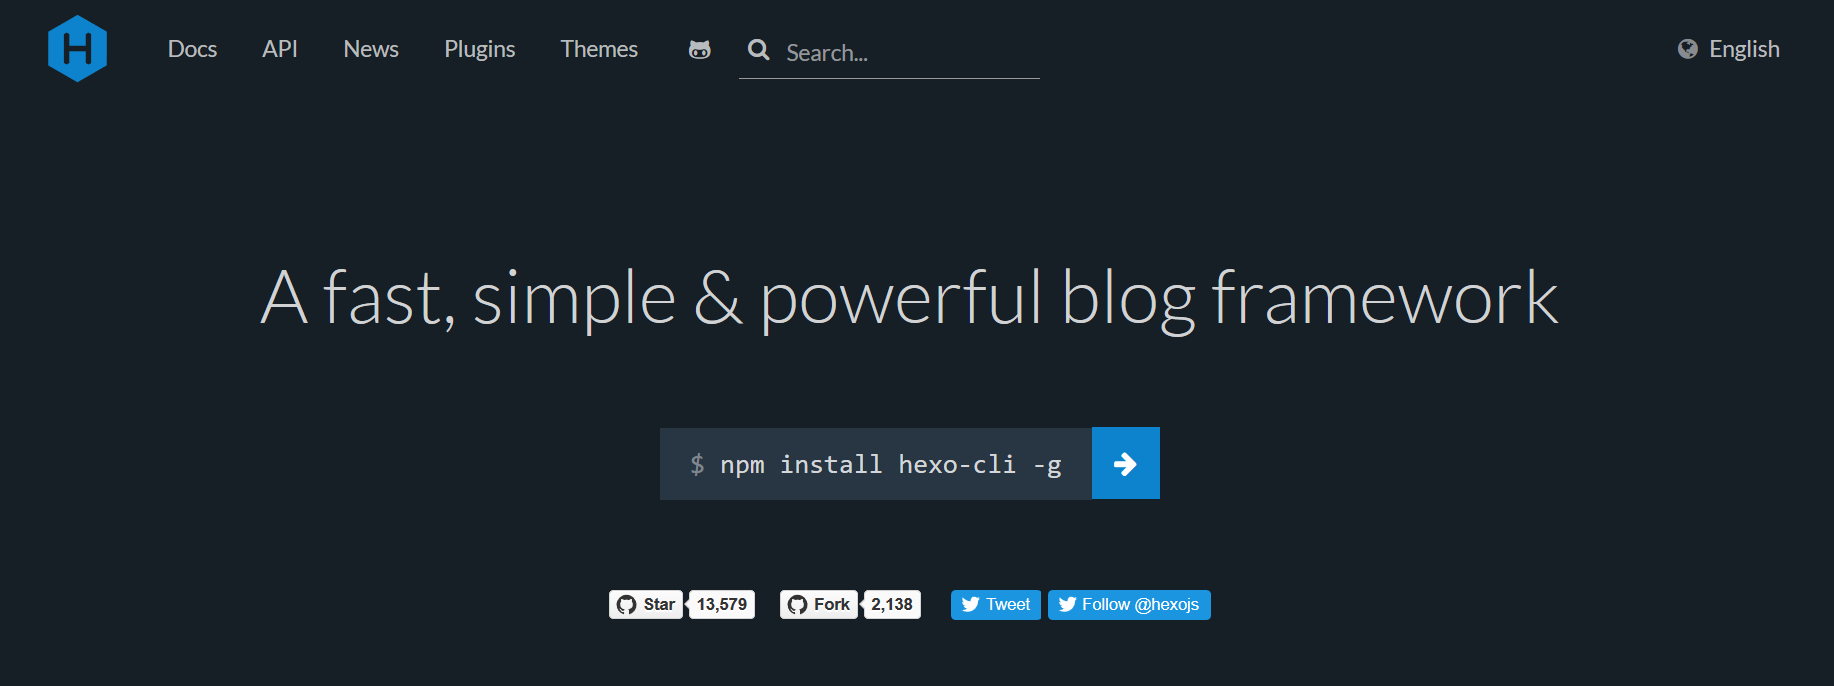 H Docs API News Plugins Themes Search... English
A fast, simple & powerful blog framework
$ npm install hexo-cli -g
Star 13,579 Fork 2,138 Tweet Follow @hexojs